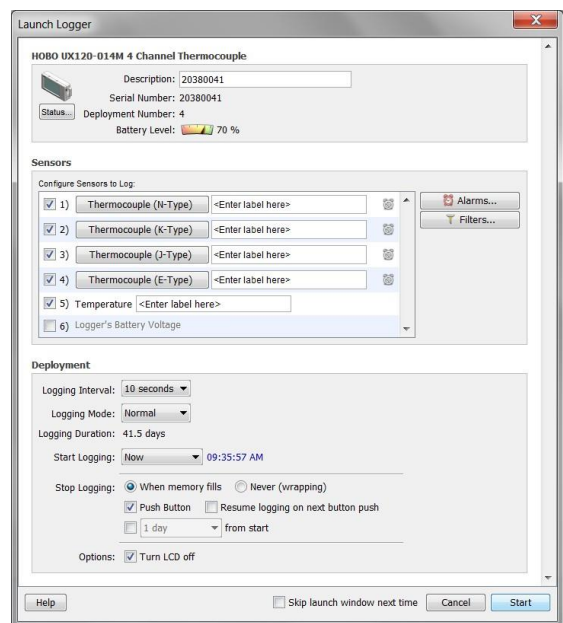 Launch Logger
HOBO UX120-014M 4 Channel Thermocouple
Description: 20380041
Serial Number: 20380041
Status... Deployment Number: 4
Battery Level: 70 %
Sensors
Configure Sensors to Log:
1) Thermocouple (N-Type) <Enter label here>
Alarms...
2) Thermocouple (K-Type) <Enter label here>
Filters...
3) Thermocouple (J-Type) <Enter label here>
4) Thermocouple (E-Type) <Enter label here>
5) Temperature <Enter label here>
6) Logger's Battery Voltage
Deployment
Logging Interval: 10 seconds
Logging Mode: Normal
Logging Duration: 41.5 days
Start Logging: Now 09:35:57 AM
Stop Logging: When memory fills Never (wrapping)
Push Button Resume logging on next button push
1 day from start
Options: Turn LCD off
Help Skip launch window next time Cancel Start